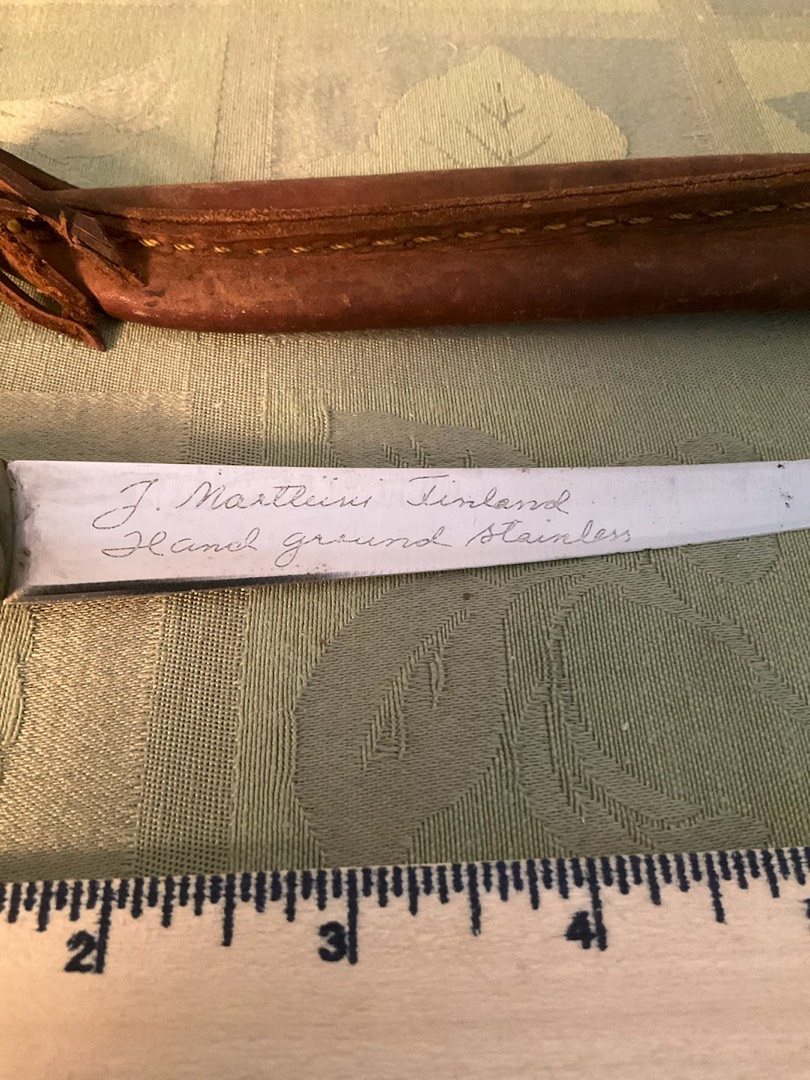 J. Marttiini Finland
Hand ground stainless
2 3 4